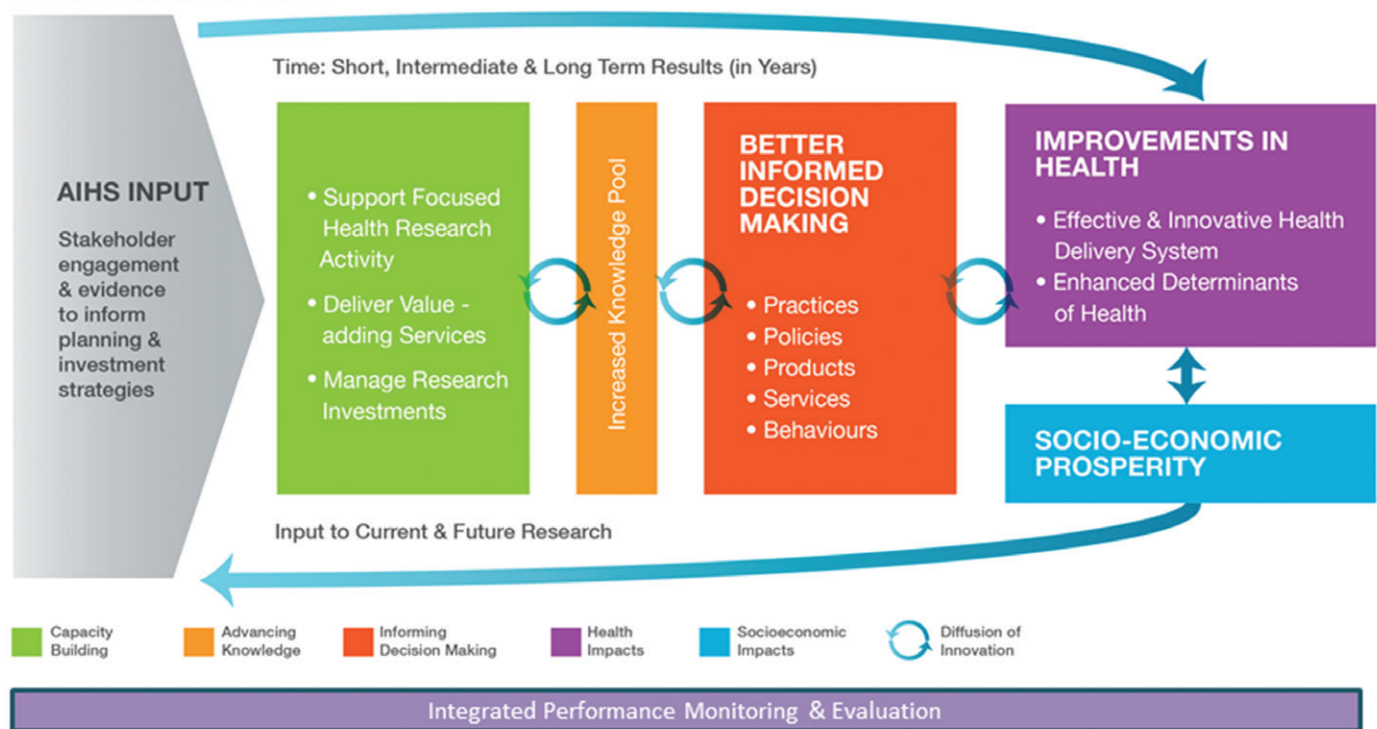 Time: Short, Intermediate & Long Term Results (in Years)
AIHS INPUT
Stakeholder
engagement
& evidence
to inform
planning &
investment
strategies
• Support Focused
Health Research
Activity
• Deliver Value -
adding Services
• Manage Research
Investments
Increased Knowledge Pool
BETTER
INFORMED
DECISION
MAKING
• Practices
• Policies
• Products
• Services
• Behaviours
IMPROVEMENTS IN
HEALTH
• Effective & Innovative Health
Delivery System
• Enhanced Determinants
of Health
SOCIO-ECONOMIC
PROSPERITY
Input to Current & Future Research
Capacity
Building
Advancing
Knowledge
Informing
Decision Making
Health
Impacts
Socioeconomic
Impacts
Diffusion of
Innovation
Integrated Performance Monitoring & Evaluation